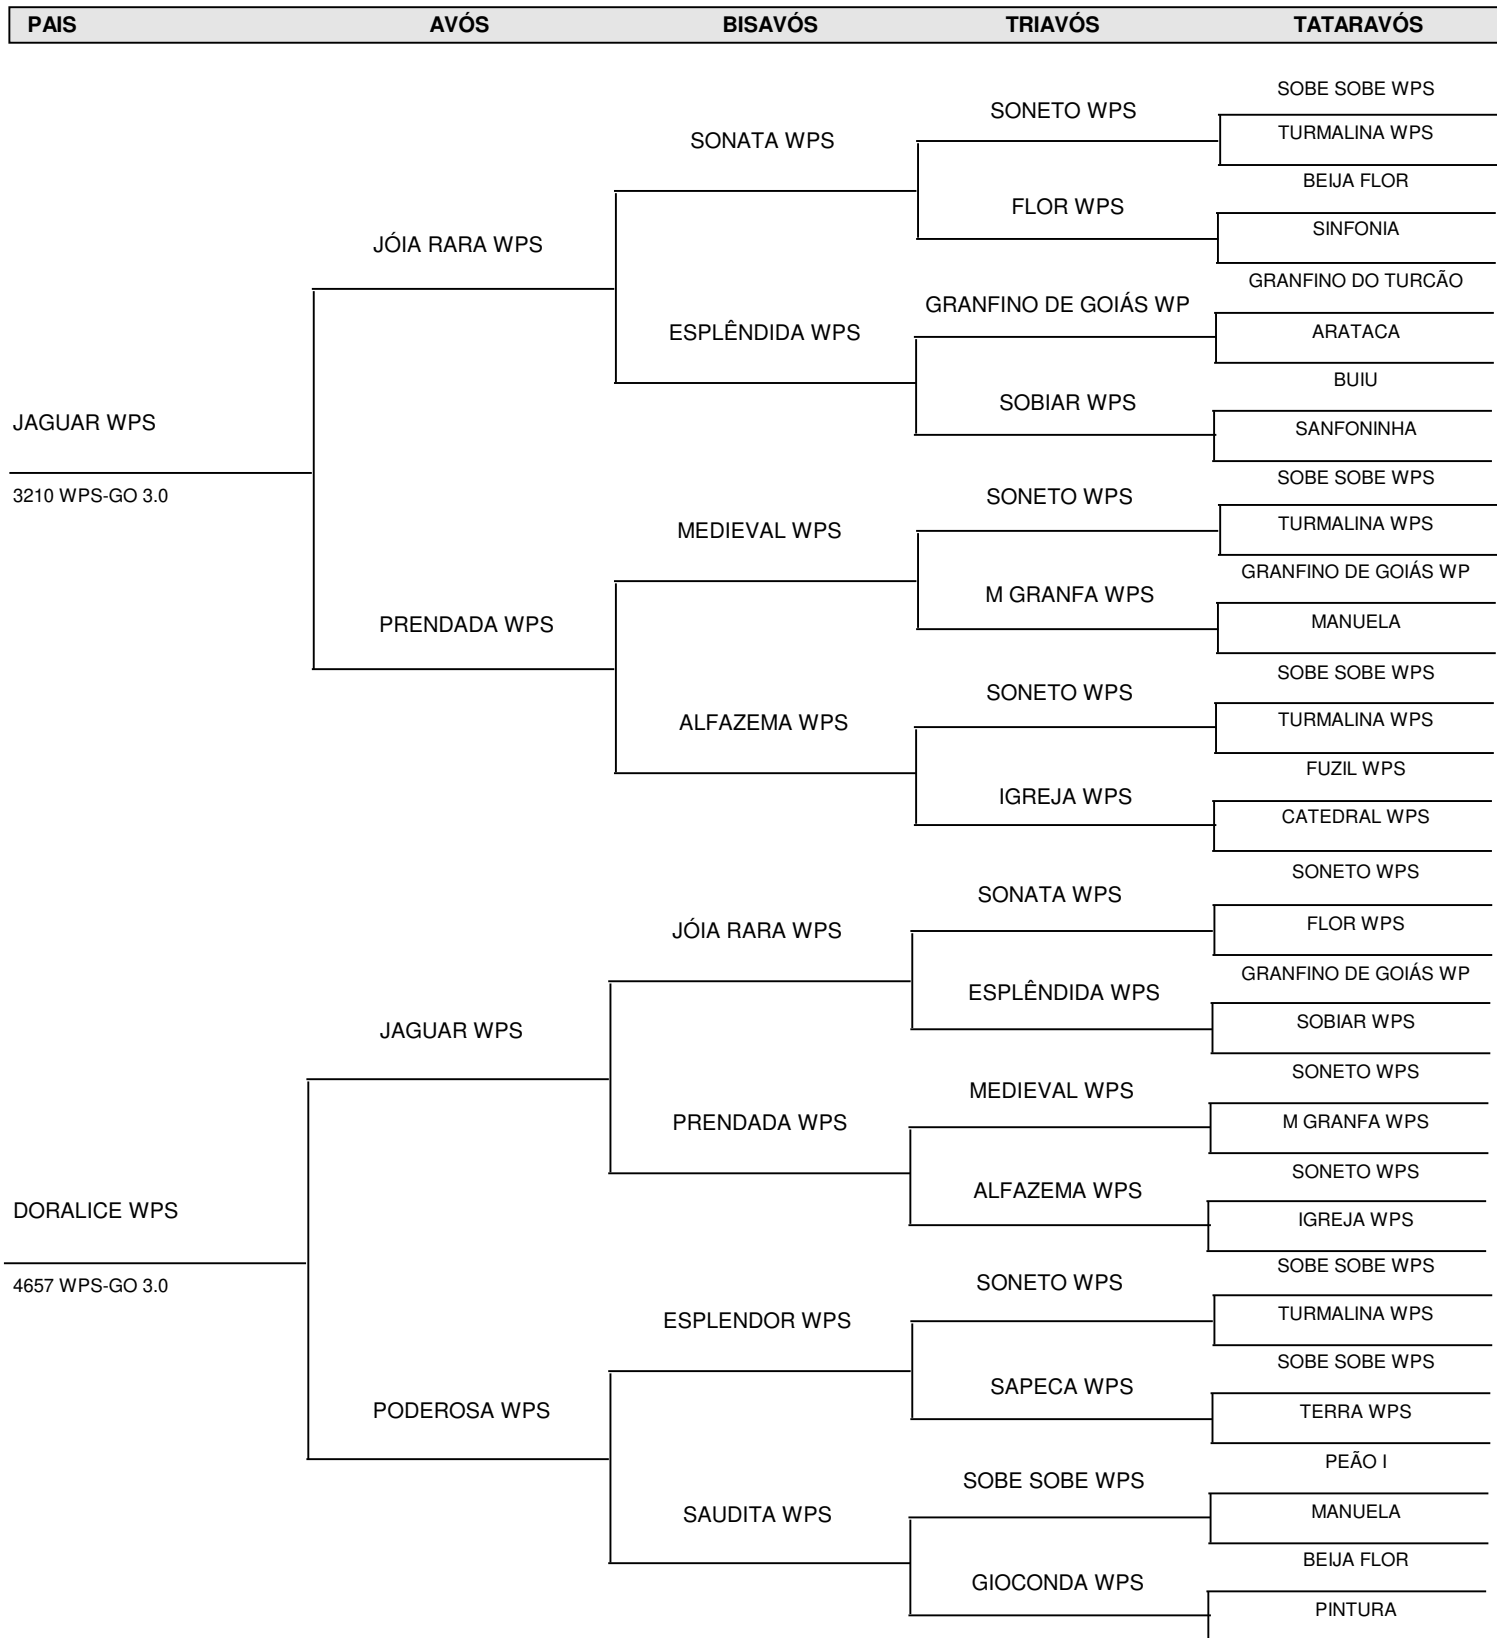 PAIS AVÓS BISAVÓS TRIAVÓS TATARAVÓS
SOBE SOBE WPS
SONETO WPS
TURMALINA WPS
SONATA WPS
BEIJA FLOR
FLOR WPS
SINFONIA
JÓIA RARA WPS
GRANFINO DO TURCÃO
GRANFINO DE GOIÁS WP
ARATACA
ESPLÊNDIDA WPS
BUIU
SOBIAR WPS
JAGUAR WPS
SANFONINHA
SOBE SOBE WPS
3210 WPS-GO 3.0
SONETO WPS
TURMALINA WPS
MEDIEVAL WPS
GRANFINO DE GOIÁS WP
M GRANFA WPS
MANUELA
PRENDADA WPS
SOBE SOBE WPS
SONETO WPS
TURMALINA WPS
ALFAZEMA WPS
FUZIL WPS
IGREJA WPS
CATEDRAL WPS
SONETO WPS
SONATA WPS
FLOR WPS
JÓIA RARA WPS
GRANFINO DE GOIÁS WP
ESPLÊNDIDA WPS
SOBIAR WPS
JAGUAR WPS
SONETO WPS
MEDIEVAL WPS
M GRANFA WPS
PRENDADA WPS
SONETO WPS
ALFAZEMA WPS
DORALICE WPS
IGREJA WPS
SOBE SOBE WPS
4657 WPS-GO 3.0
SONETO WPS
TURMALINA WPS
ESPLENDOR WPS
SOBE SOBE WPS
SAPECA WPS
PODEROSA WPS
TERRA WPS
PEÃO I
SOBE SOBE WPS
MANUELA
SAUDITA WPS
BEIJA FLOR
GIOCONDA WPS
PINTURA